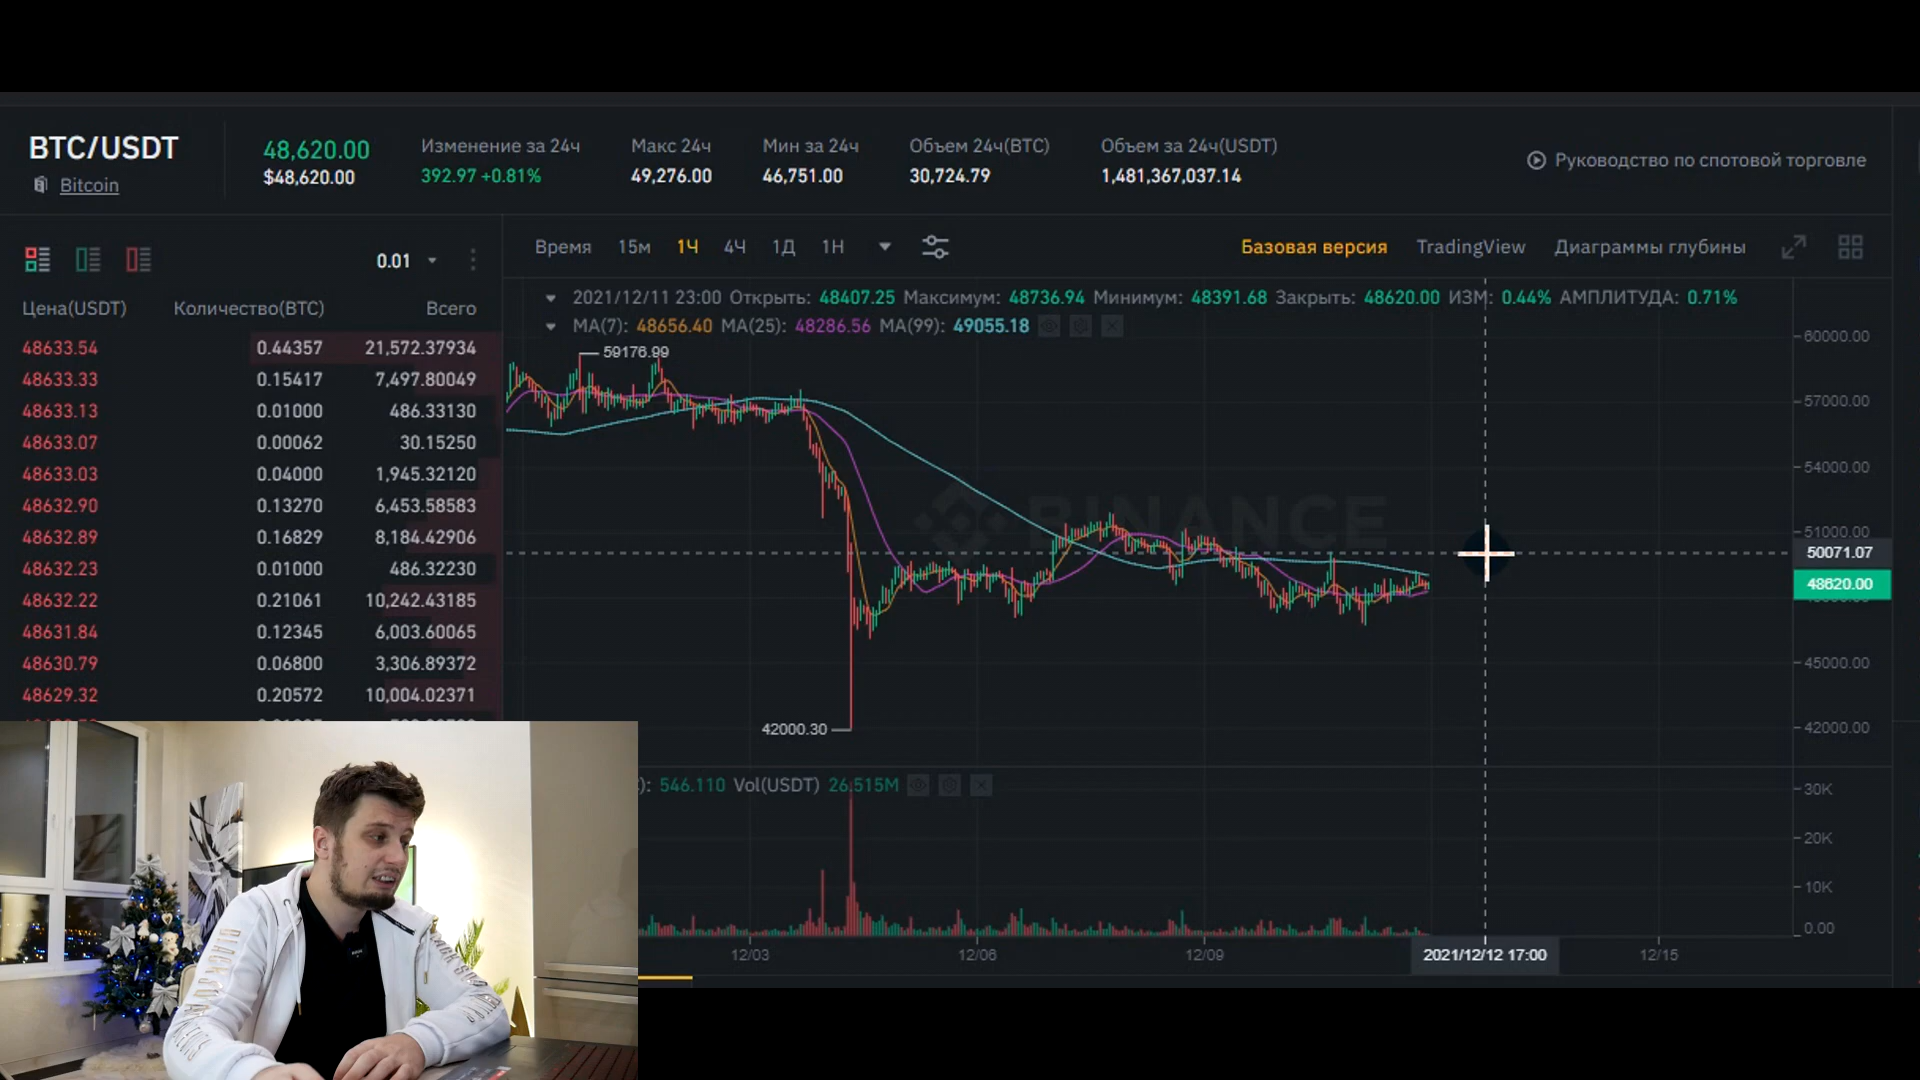 BTC/USDT
Bitcoin
48,620.00
$48,620.00
Изменение за 24ч
392.97 +0.81%
Макс 24ч
49,276.00
Мин за 24ч
46,751.00
Объем 24ч(BTC)
30,724.79
Объем за 24ч(USDT)
1,481,367,037.14
Руководство по спотовой торговле
0.01
Цена(USDT) Количество(BTC) Всего
48633.54 0.44357 21,572.37934
48633.33 0.15417 7,497.80049
48633.13 0.01000 486.33130
48633.07 0.00062 30.15250
48633.03 0.04000 1,945.32120
48632.90 0.13270 6,453.58583
48632.89 0.16829 8,184.42906
48632.23 0.01000 486.32230
48632.22 0.21061 10,242.43185
48631.84 0.12345 6,003.60065
48630.79 0.06800 3,306.89372
48629.32 0.20572 10,004.02371
Время 15м 1Ч 4Ч 1Д 1Н
Базовая версия TradingView Диаграммы глубины
2021/12/11 23:00 Открыть: 48407.25 Максимум: 48736.94 Минимум: 48391.68 Закрыть: 48620.00 ИЗМ: 0.44% АМПЛИТУДА: 0.71%
MA(7): 48656.40 MA(25): 48286.56 MA(99): 49055.18
59176.99
BINANCE
42000.30
60000.00
57000.00
54000.00
51000.00
50071.07
48620.00
45000.00
42000.00
): 546.110 Vol(USDT) 26.515M
30K
20K
10K
0.00
12/03 12/06 12/09 2021/12/12 17:00 12/15